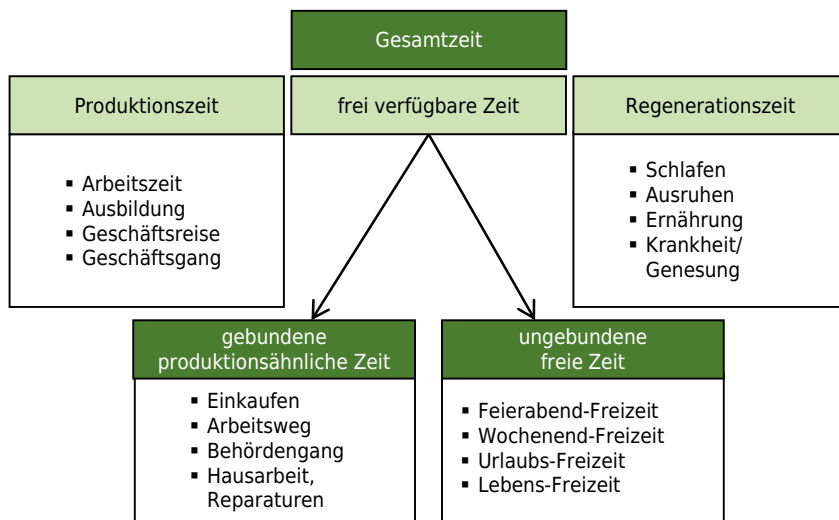 Gesamtzeit
Produktionszeit
frei verfügbare Zeit
Regenerationszeit
▪ Arbeitszeit
▪ Ausbildung
▪ Geschäftsreise
▪ Geschäftsgang
▪ Schlafen
▪ Ausruhen
▪ Ernährung
▪ Krankheit/
Genesung
gebundene
produktionsähnliche Zeit
▪ Einkaufen
▪ Arbeitsweg
▪ Behördengang
▪ Hausarbeit,
Reparaturen
ungebundene
freie Zeit
▪ Feierabend-Freizeit
▪ Wochenend-Freizeit
▪ Urlaubs-Freizeit
▪ Lebens-Freizeit